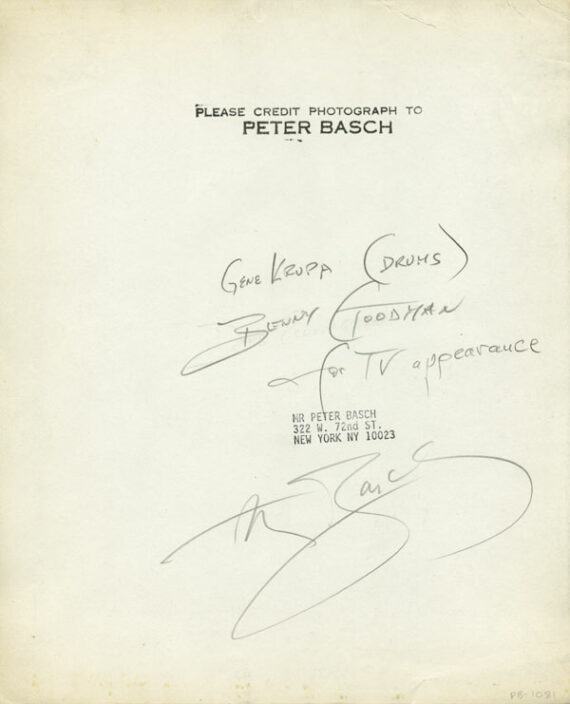 PLEASE CREDIT PHOTOGRAPH TO
PETER BASCH
GENE KRUPA (DRUMS)
BENNY GOODMAN
for TV appearance
MR PETER BASCH
322 W. 72nd ST.
NEW YORK NY 10023
Basch
PB-1081